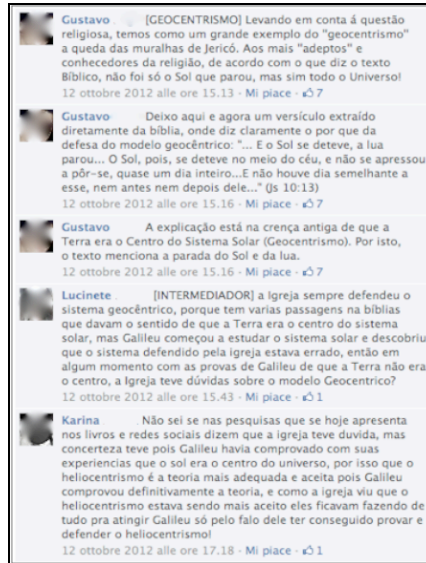 Gustavo [GEOCENTRISMO] Levando em conta á questão
religiosa, temos como um grande exemplo do "geocentrismo"
a queda das muralhas de Jericó. Aos mais "adeptos" e
conhecedores da religião, de acordo com o que diz o texto
Bíblico, não foi só o Sol que parou, mas sim todo o Universo!
12 ottobre 2012 alle ore 15.13 · Mi piace · 7
Gustavo Deixo aqui e agora um versículo extraído
diretamente da bíblia, onde diz claramente o por que da
defesa do modelo geocêntrico: "... E o Sol se deteve, a lua
parou... O Sol, pois, se deteve no meio do céu, e não se apressou
a pôr-se, quase um dia inteiro...E não houve dia semelhante a
esse, nem antes nem depois dele..." (Js 10:13)
12 ottobre 2012 alle ore 15.16 · Mi piace · 7
Gustavo A explicação está na crença antiga de que a
Terra era o Centro do Sistema Solar (Geocentrismo). Por isto,
o texto menciona a parada do Sol e da lua.
12 ottobre 2012 alle ore 15.16 · Mi piace · 7
Lucinete [INTERMEDIADOR] a Igreja sempre defendeu o
sistema geocêntrico, porque tem varias passagens na bíblias
que davam o sentido de que a Terra era o centro do sistema
solar, mas Galileu começou a estudar o sistema solar e descobriu
que o sistema defendido pela igreja estava errado, então em
algum momento com as provas de Galileu de que a Terra não era
o centro, a Igreja teve dúvidas sobre o modelo Geocentrico?
12 ottobre 2012 alle ore 15.43 · Mi piace · 1
Karina Não sei se nas pesquisas que se hoje apresenta
nos livros e redes sociais dizem que a igreja teve duvida, mas
concerteza teve pois Galileu havia comprovado com suas
experiencias que o sol era o centro do universo, por isso que o
heliocentrismo é a teoria mais adequada e aceita pois Galileu
comprovou definitivamente a teoria, e como a igreja viu que o
heliocentrismo estava sendo mais aceito eles ficavam fazendo de
tudo pra atingir Galileu só pelo falo dele ter conseguido provar e
defender o heliocentrismo!
12 ottobre 2012 alle ore 17.18 · Mi piace · 1